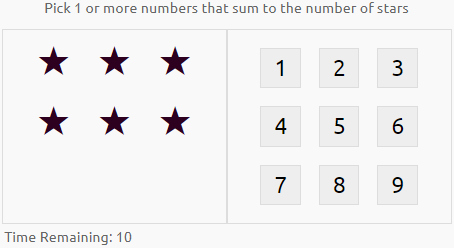 Pick 1 or more numbers that sum to the number of stars
1 2 3
4 5 6
7 8 9
Time Remaining: 10